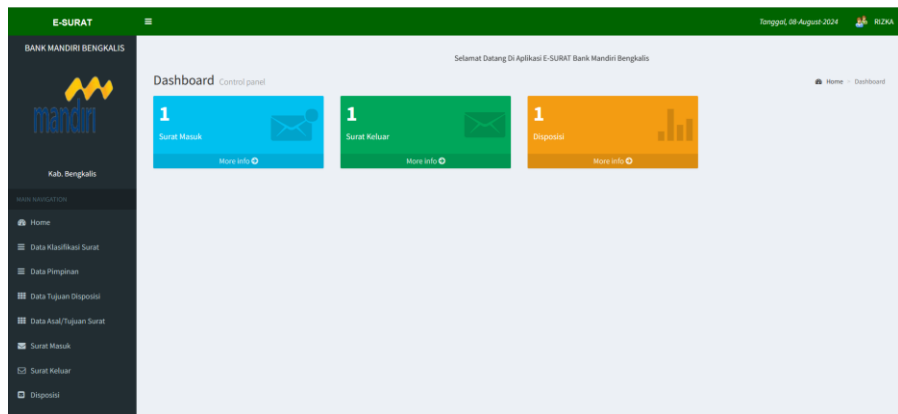 E-SURAT
Tanggal, 08-August-2024
RIZKA
BANK MANDIRI BENGKALIS
mandiri
Kab. Bengkalis
MAIN NAVIGATION
Home
Data Klasifikasi Surat
Data Pimpinan
Data Tujuan Disposisi
Data Asal/Tujuan Surat
Surat Masuk
Surat Keluar
Disposisi
Selamat Datang Di Aplikasi E-SURAT Bank Mandiri Bengkalis
Dashboard Control panel
Home > Dashboard
1
Surat Masuk
More info
1
Surat Keluar
More info
1
Disposisi
More info